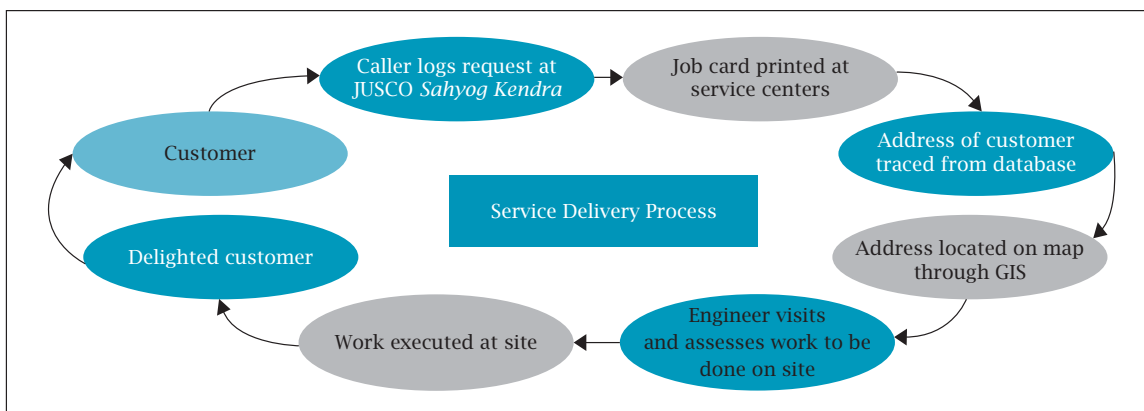 Caller logs request at
JUSCO Sahyog Kendra
Job card printed at
service centers
Customer
Address of customer
traced from database
Service Delivery Process
Delighted customer
Address located on map
through GIS
Engineer visits
and assesses work to be
done on site
Work executed at site